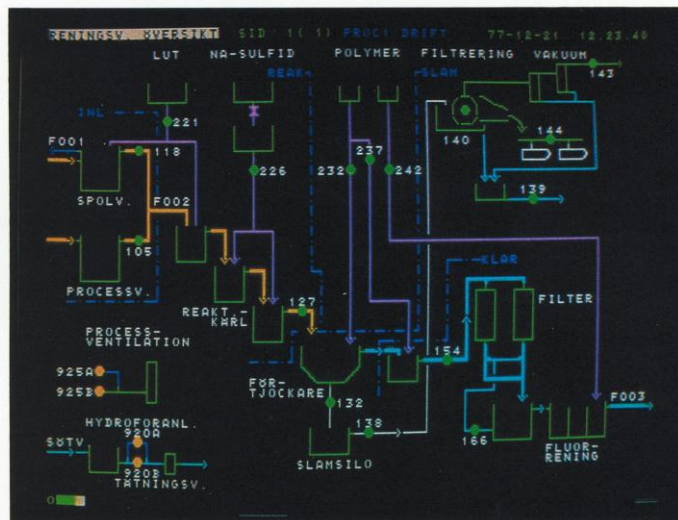 RENINGSV. ÖVERSIKT SID 1( 1) PROC1 DRIFT 77-12-21 12.23.40
LUT NA-SULFID POLYMER FILTRERING VAKUUM
143
REAK
SLAM
INL
221
F001
118
237
144
140
226
232
242
139
SPOLV.
F002
105
KLAR
PROCESSV.
REAKT.-
KÄRL
127
FILTER
PROCESS-
VENTILATION
154
925A
925B
FÖR-
TJOCKARE
132
F003
HYDROFORANL.
920A
138
SÖTV.
166
920B
TÄTNINGSV.
SLAMSILO
FLUOR-
RENING
0